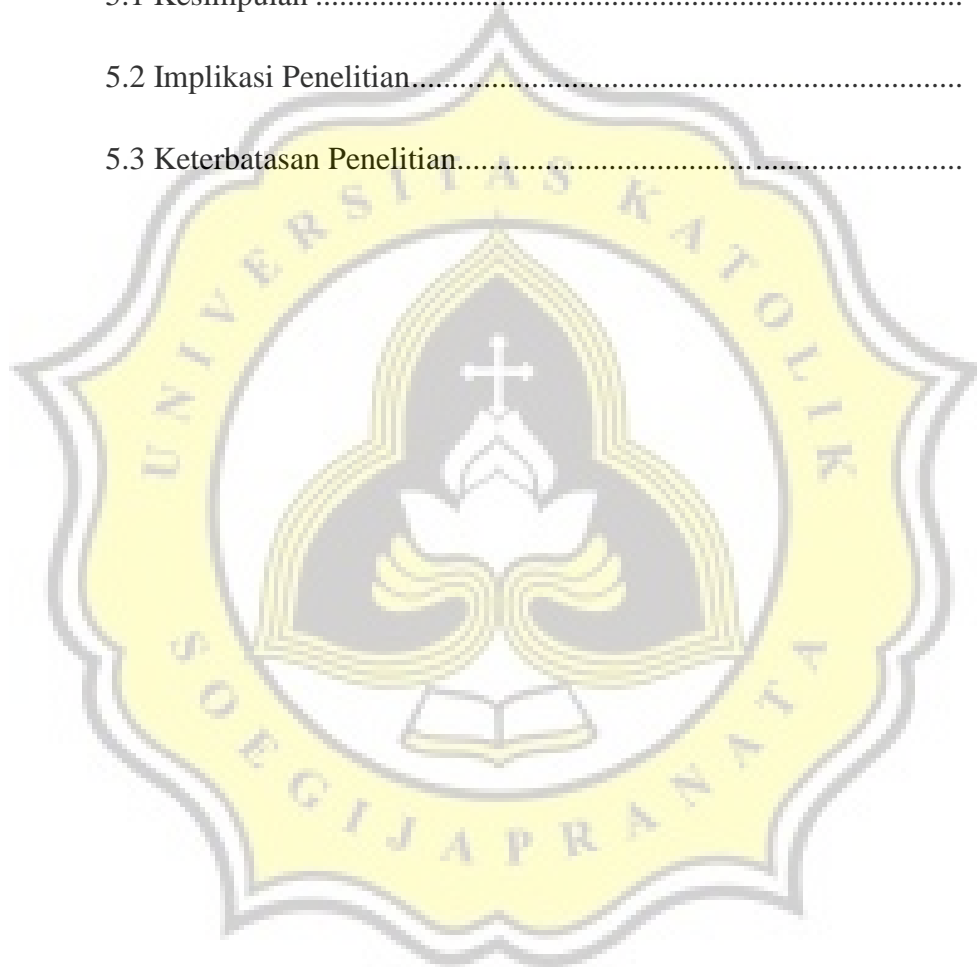 5.1 Kesimpulan ....................................................................................
5.2 Implikasi Penelitian......................................................................
5.3 Keterbatasan Penelitian................................................................
UNIVERSITAS KATOLIK
SOEGIJAPRANATA